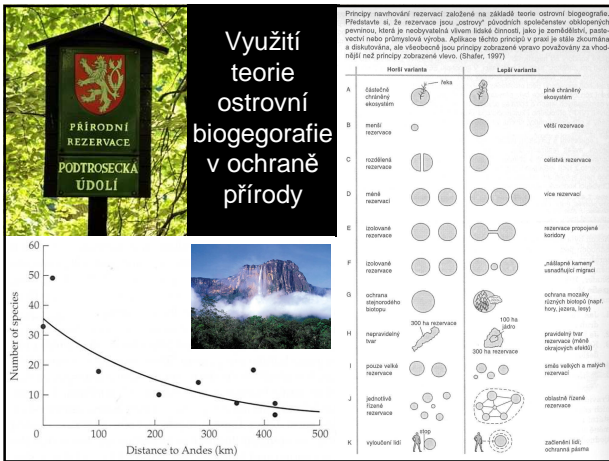 PŘÍRODNÍ
REZERVACE
PODTROSECKÁ
ÚDOLÍ
Využití
teorie
ostrovní
biogegorafie
v ochraně
přírody
Principy navrhování rezervací založené na základě teorie ostrovní biogeografie.
Představte si, že rezervace jsou „ostrovy“ původních společenstev obklopených
pevninou, která je neobyvatelná vlivem lidské činnosti, jako je zemědělství, paste-
vectví nebo průmyslová výroba. Aplikace těchto principů v praxi je stále zkoumána
a diskutována, ale všeobecně jsou principy zobrazené vpravo považovány za vhod-
nější než principy zobrazené vlevo. (Shafer, 1997)
Horší varianta Lepší varianta
řeka
A částečně chráněný ekosystém plně chráněný ekosystém
B menší rezervace větší rezervace
C rozdělená rezervace celistvá rezervace
D méně rezervací více rezervací
E izolované rezervace rezervace propojené koridory
F izolované rezervace „nášlapné kameny“ usnadňující migraci
G ochrana stejnorodého biotopu ochrana mozaiky různých biotopů (např. hory, jezera, lesy)
300 ha rezervace 100 ha jádro
H nepravidelný tvar pravidelný tvar rezervace (méně okrajových efektů)
300 ha rezervace
I pouze velké rezervace směs velkých a malých rezervací
J jednotlivě řízené rezervace oblastně řízené rezervace
stop
K vyloučení lidí začlenění lidí; ochranná pásma
Number of species
60
50
40
30
20
10
0 100 200 300 400 500
Distance to Andes (km)